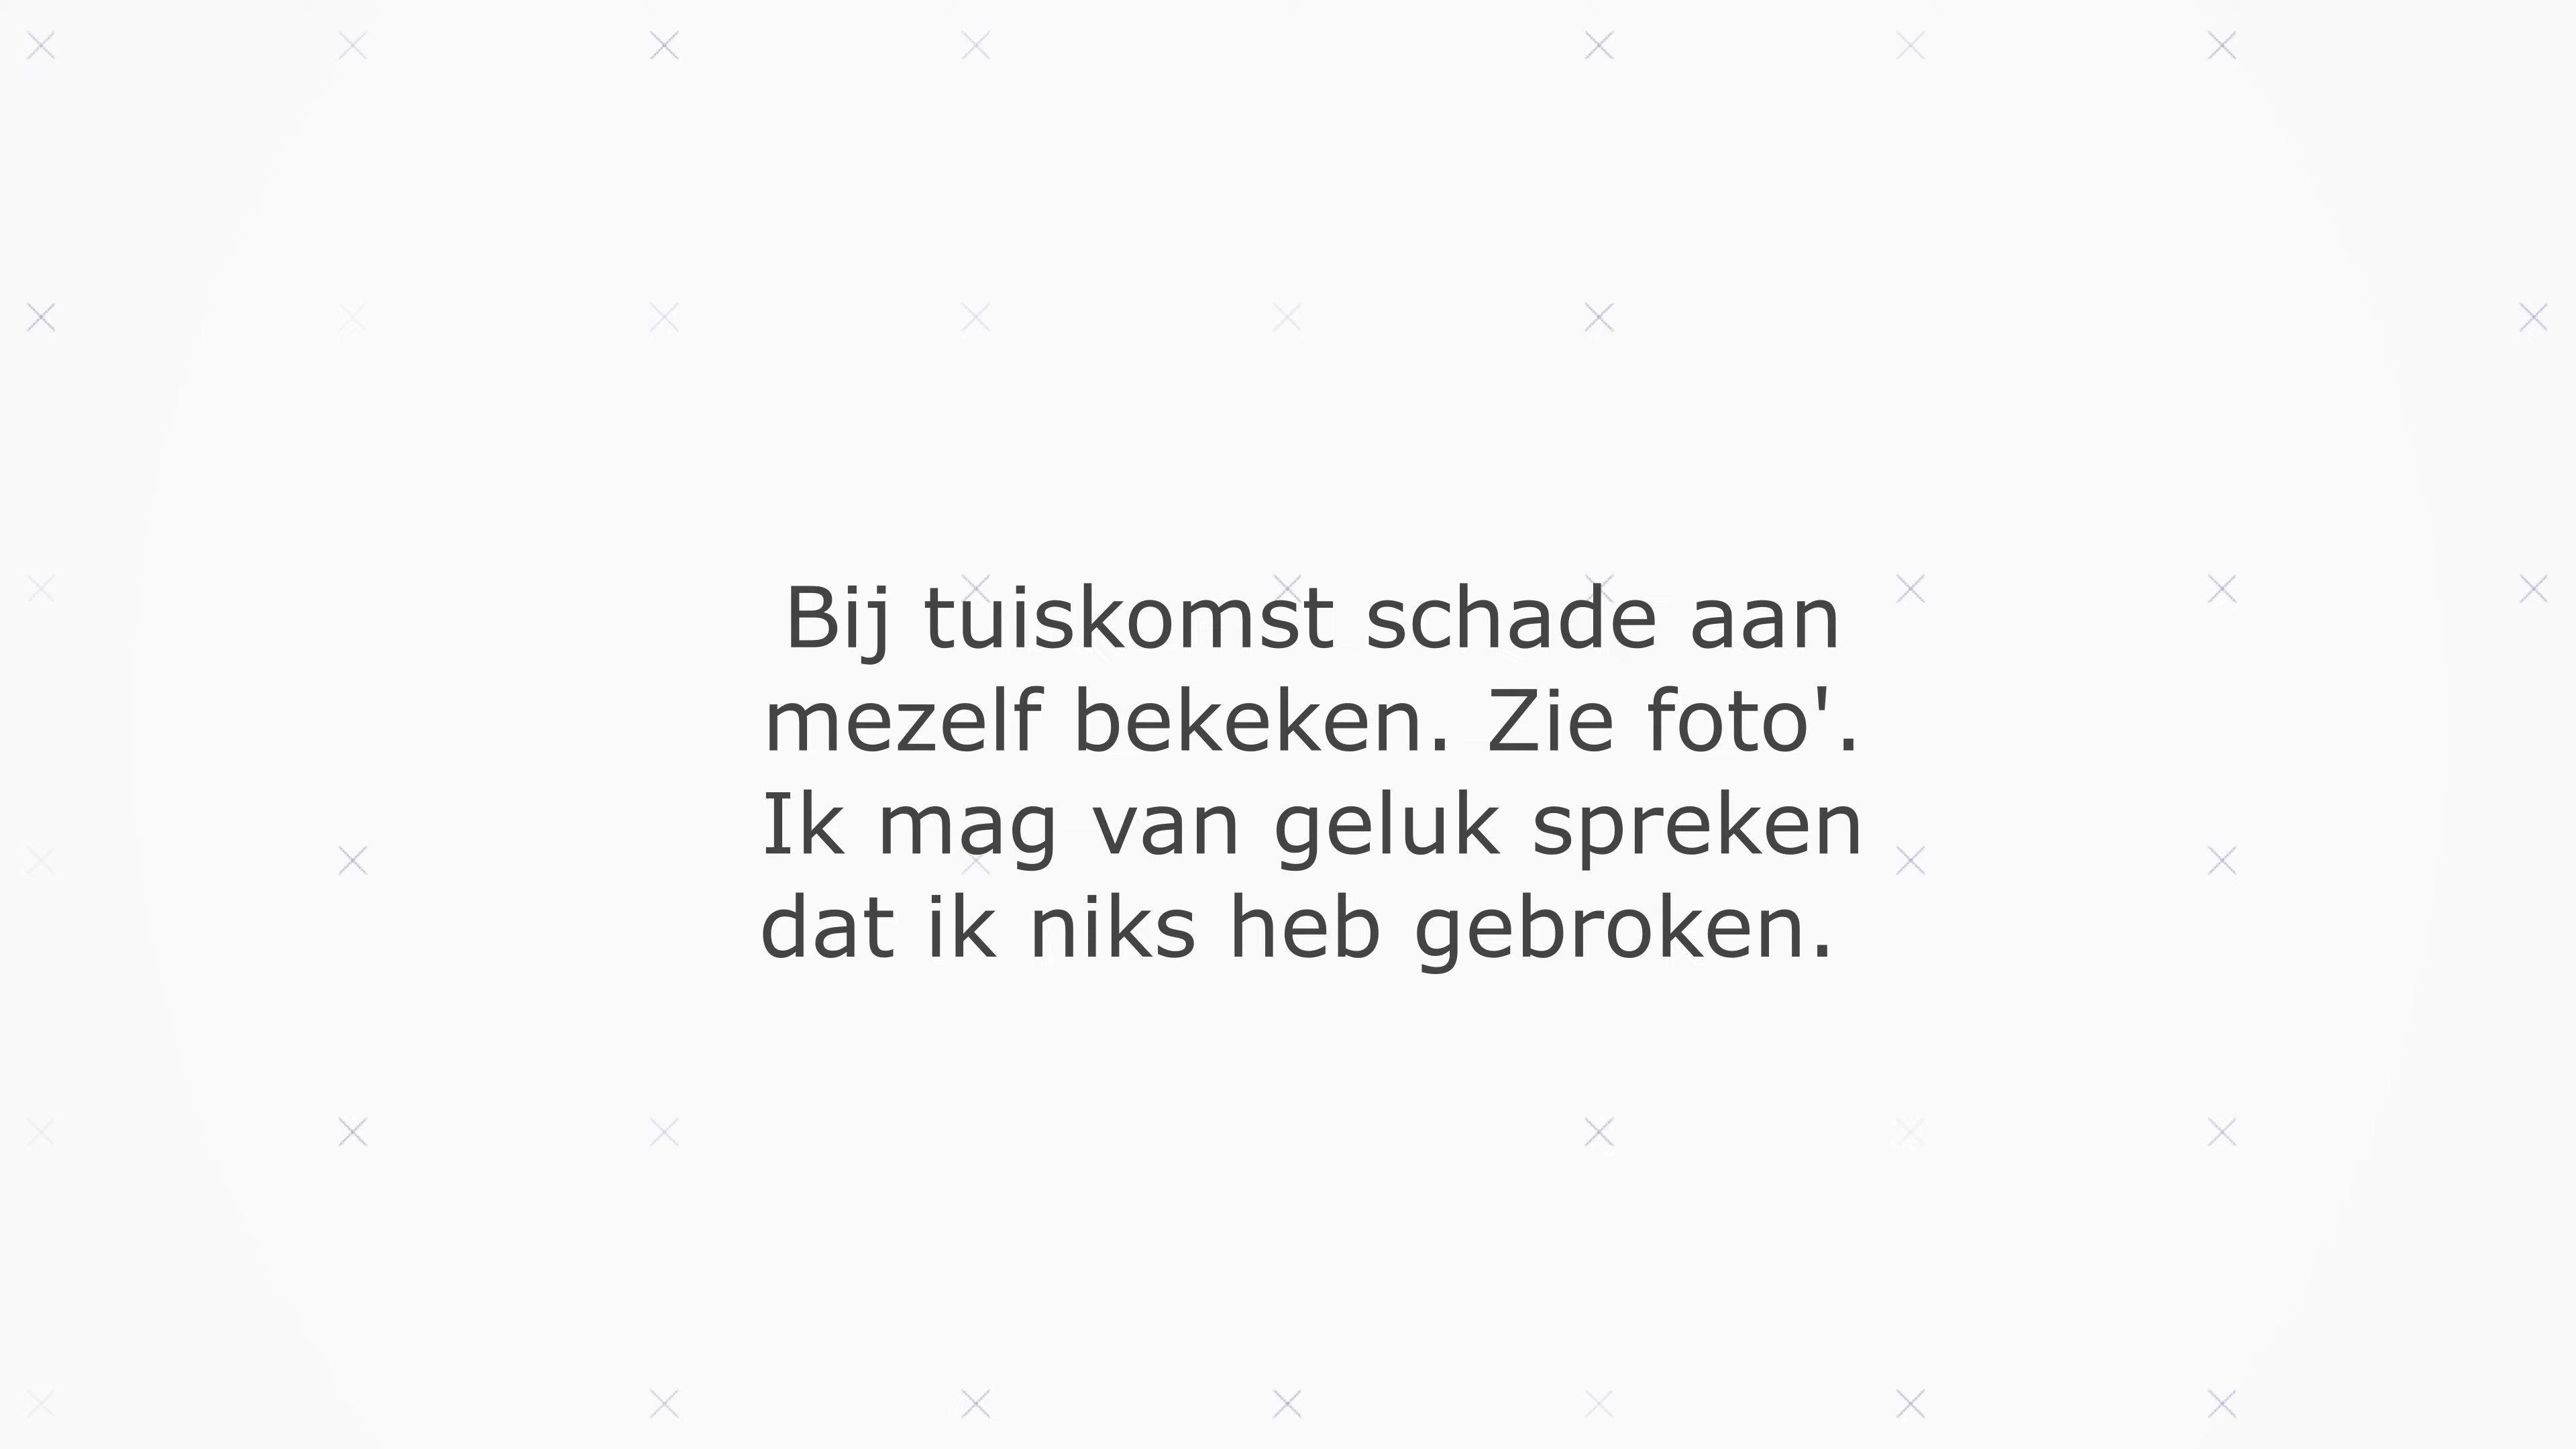 Bij tuiskomst schade aan
mezelf bekeken. Zie foto'.
Ik mag van geluk spreken
dat ik niks heb gebroken.